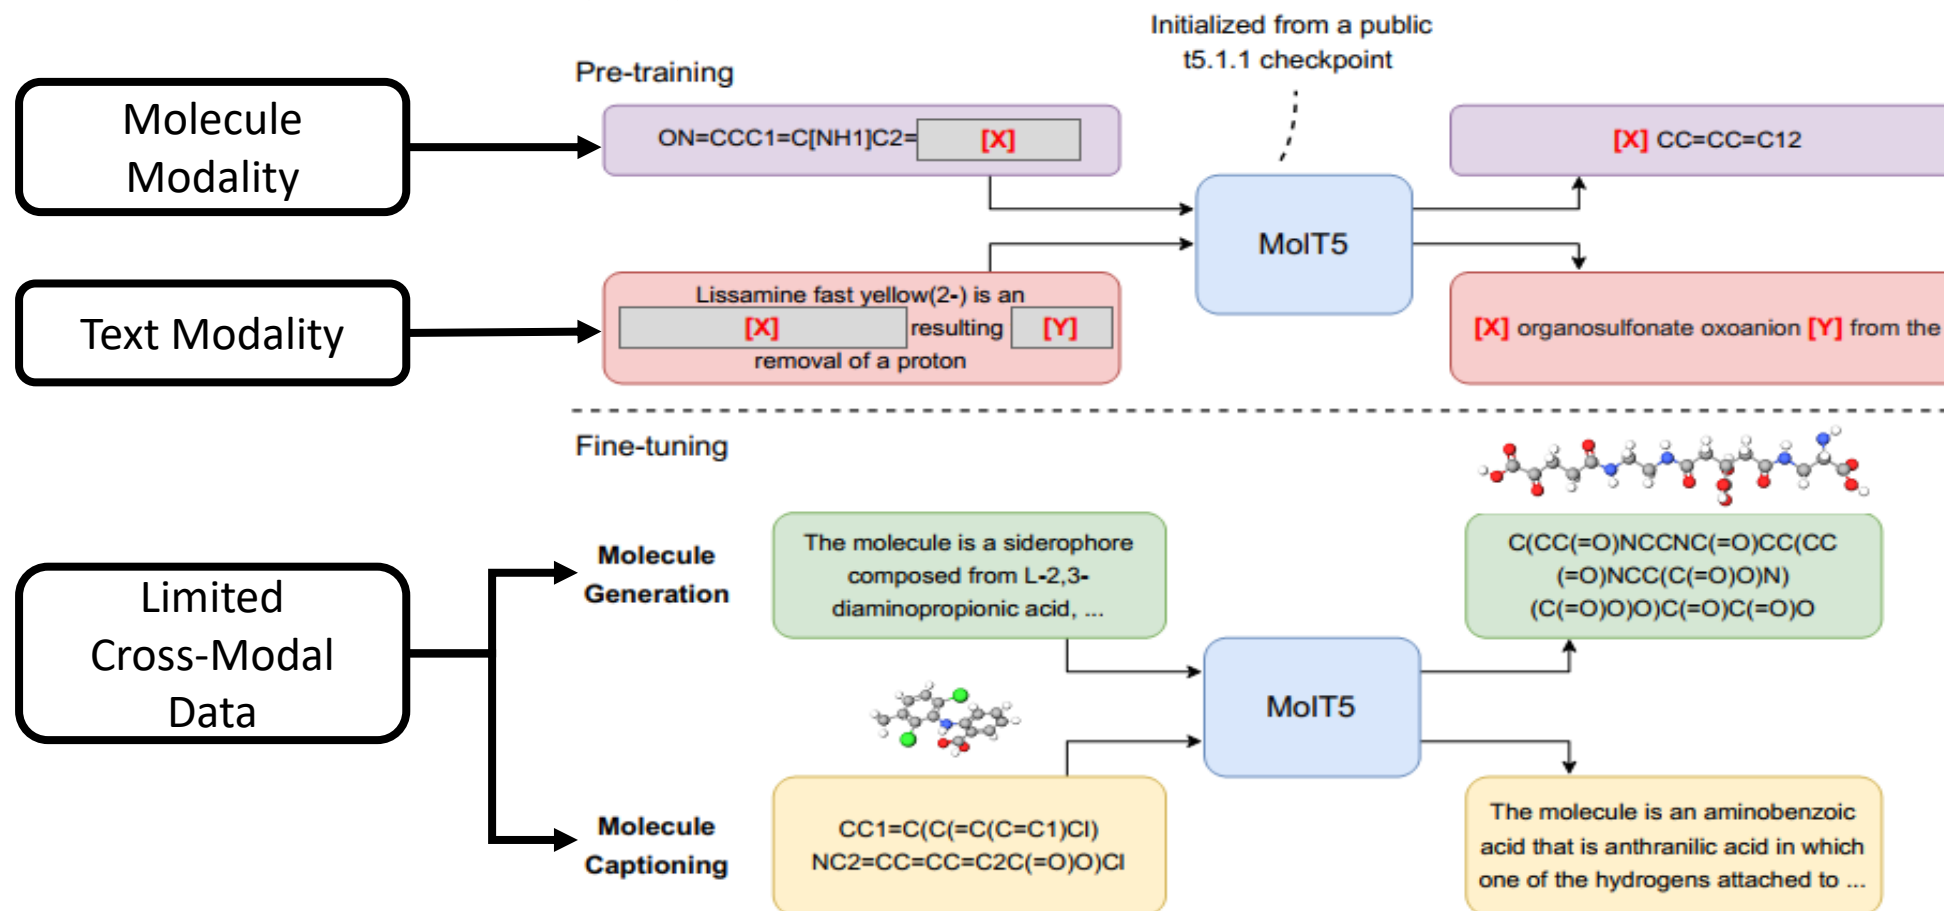 Initialized from a public
t5.1.1 checkpoint
Pre-training
Molecule
Modality
ON=CCC1=C[NH1]C2= [X]
[X] CC=CC=C12
MolT5
Text Modality
Lissamine fast yellow(2-) is an
[X] resulting [Y]
removal of a proton
[X] organosulfonate oxoanion [Y] from the
Fine-tuning
Limited
Cross-Modal
Data
Molecule
Generation
The molecule is a siderophore
composed from L-2,3-
diaminopropionic acid, ...
C(CC(=O)NCCNC(=O)CC(CC
(=O)NCC(C(=O)O)N)
(C(=O)O)O)C(=O)C(=O)O
MolT5
Molecule
Captioning
CC1=C(C(=C(C=C1)Cl)
NC2=CC=CC=C2C(=O)O)Cl
The molecule is an aminobenzoic
acid that is anthranilic acid in which
one of the hydrogens attached to ...